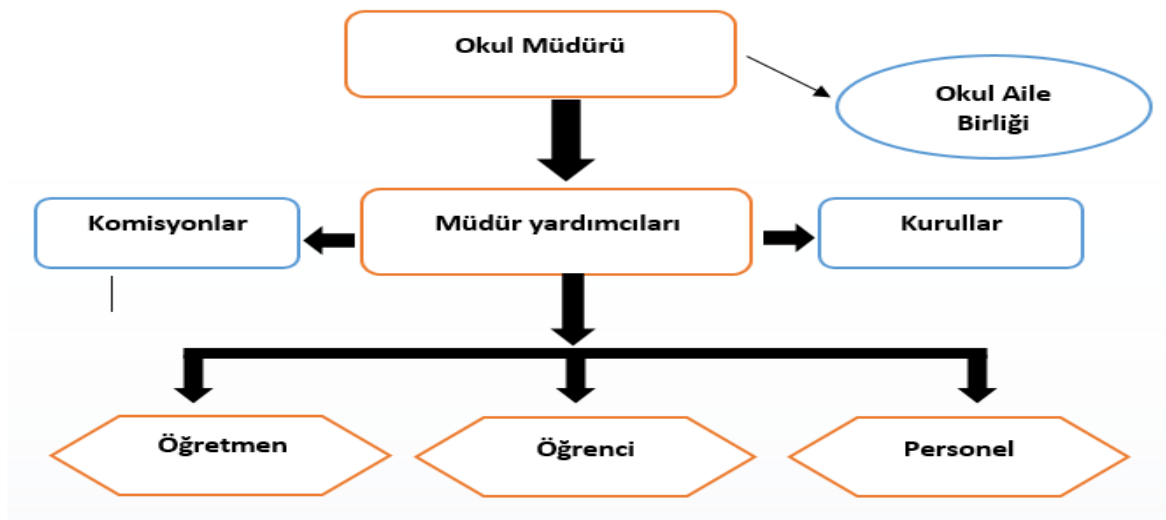 Okul Müdürü
Okul Aile
Birliği
Komisyonlar
Müdür yardımcıları
Kurullar
Öğretmen
Öğrenci
Personel